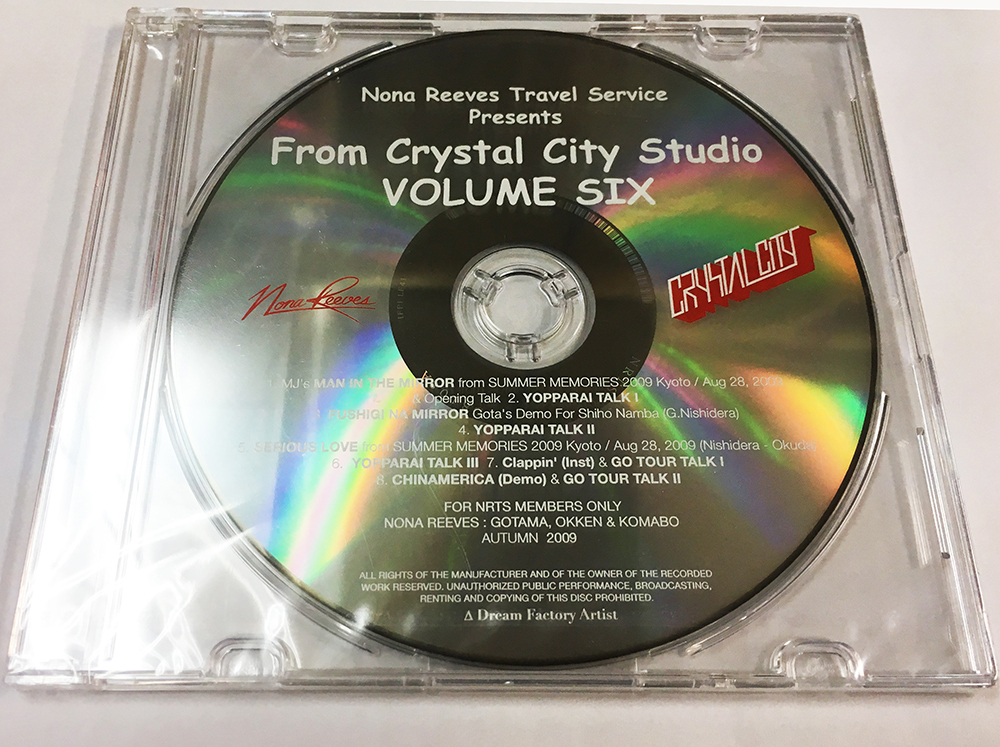 Nona Reeves Travel Service
Presents
From Crystal City Studio
VOLUME SIX
Nona Reeves
CRYSTAL CITY
MJ's MAN IN THE MIRROR from SUMMER MEMORIES 2009 Kyoto / Aug 28, 2009
& Opening Talk 2. YOPPARAI TALK I
3. FUSHIGI NA MIRROR Gota's Demo For Shiho Namba (G.Nishidera)
4. YOPPARAI TALK II
5. SERIOUS LOVE from SUMMER MEMORIES 2009 Kyoto / Aug 28, 2009 (Nishidera - Okuda)
6. YOPPARAI TALK III 7. Clappin' (Inst) & GO TOUR TALK I
8. CHINAMERICA (Demo) & GO TOUR TALK II
FOR NRTS MEMBERS ONLY
NONA REEVES : GOTAMA, OKKEN & KOMABO
AUTUMN 2009
ALL RIGHTS OF THE MANUFACTURER AND OF THE OWNER OF THE RECORDED
WORK RESERVED. UNAUTHORIZED PUBLIC PERFORMANCE, BROADCASTING,
RENTING AND COPYING OF THIS DISC PROHIBITED.
Δ Dream Factory Artist